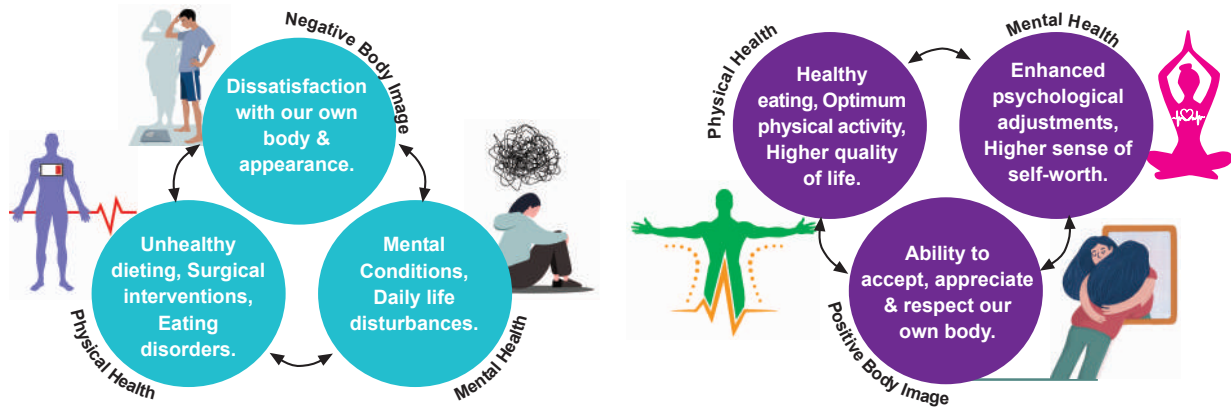 Negative Body Image
Dissatisfaction
with our own
body &
appearance.
Unhealthy
dieting, Surgical
interventions,
Eating
disorders.
Physical Health
Mental
Conditions,
Daily life
disturbances.
Mental Health
Physical Health
Healthy
eating, Optimum
physical activity,
Higher quality
of life.
Mental Health
Enhanced
psychological
adjustments,
Higher sense of
self-worth.
Ability to
accept, appreciate
& respect our
own body.
Positive Body Image